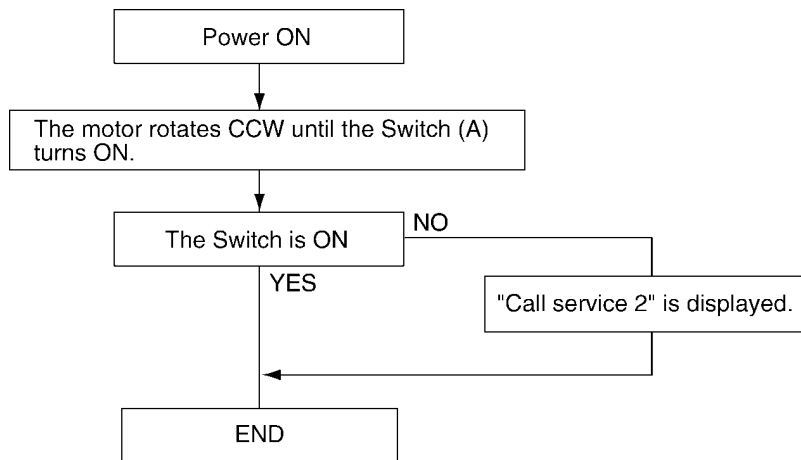 Power ON
The motor rotates CCW until the Switch (A)
turns ON.
The Switch is ON
NO
YES
"Call service 2" is displayed.
END